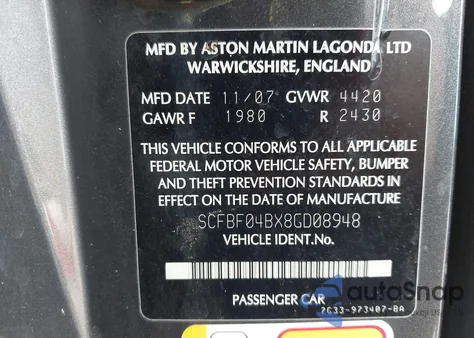 MFD BY ASTON MARTIN LAGONDA LTD
WARWICKSHIRE, ENGLAND
MFD DATE 11/07 GVWR 4420
GAWR F 1980 R 2430
THIS VEHICLE CONFORMS TO ALL APPLICABLE
FEDERAL MOTOR VEHICLE SAFETY, BUMPER
AND THEFT PREVENTION STANDARDS IN
EFFECT ON THE DATE OF MANUFACTURE
SCFBF04BX8GD08948
VEHICLE IDENT.No.
PASSENGER CAR
7G33-973407-BA
autoSnap